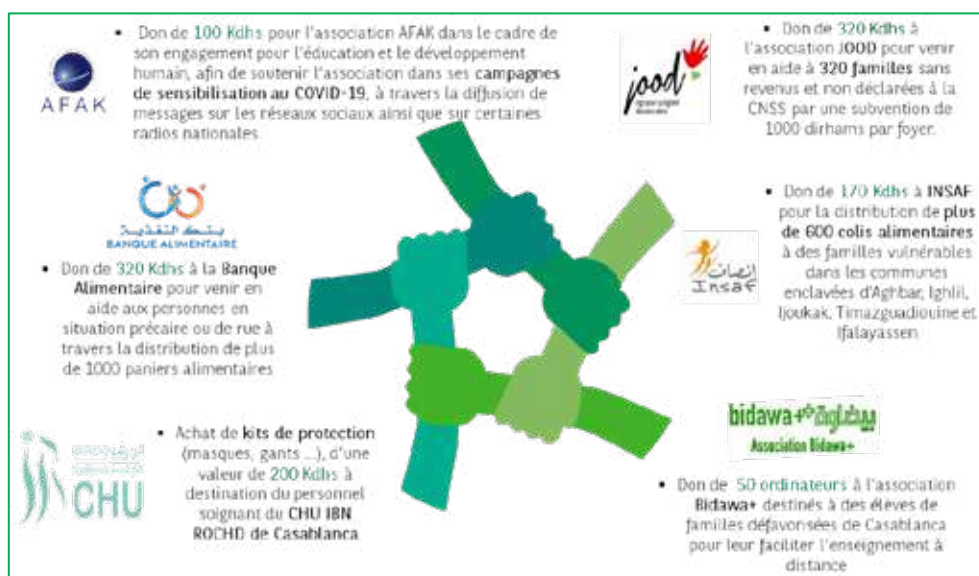 ▪ Don de 100 Kdhs pour l'association AFAK dans le cadre de
son engagement pour l'éducation et le développement
humain, afin de soutenir l'association dans ses campagnes
de sensibilisation au COVID-19, à travers la diffusion de
messages sur les réseaux sociaux ainsi que sur certaines
radios nationales.
AFAK
jood
▪ Don de 320 Kdhs à
l'association JOOD pour venir
en aide à 320 familles sans
revenus et non déclarées à la
CNSS par une subvention de
1000 dirhams par foyer.
بنك التغذية
BANQUE ALIMENTAIRE
▪ Don de 320 Kdhs à la Banque
Alimentaire pour venir en
aide aux personnes en
situation précaire ou de rue à
travers la distribution de plus
de 1000 paniers alimentaires
إنصاف
Insaf
▪ Don de 170 Kdhs à INSAF
pour la distribution de plus
de 600 colis alimentaires
à des familles vulnérables
dans les communes
enclavées d'Aghbar, Ighlil,
Ijoukak, Timazguadiouine et
Ifalayassen
CHU
▪ Achat de kits de protection
(masques, gants ...), d'une
valeur de 200 Kdhs à
destination du personnel
soignant du CHU IBN
ROCHD de Casablanca
bidawa+ بيضاوة
Association Bidawa+
▪ Don de 50 ordinateurs à l'association
Bidawa+ destinés à des élèves de
familles défavorisées de Casablanca
pour leur faciliter l'enseignement à
distance